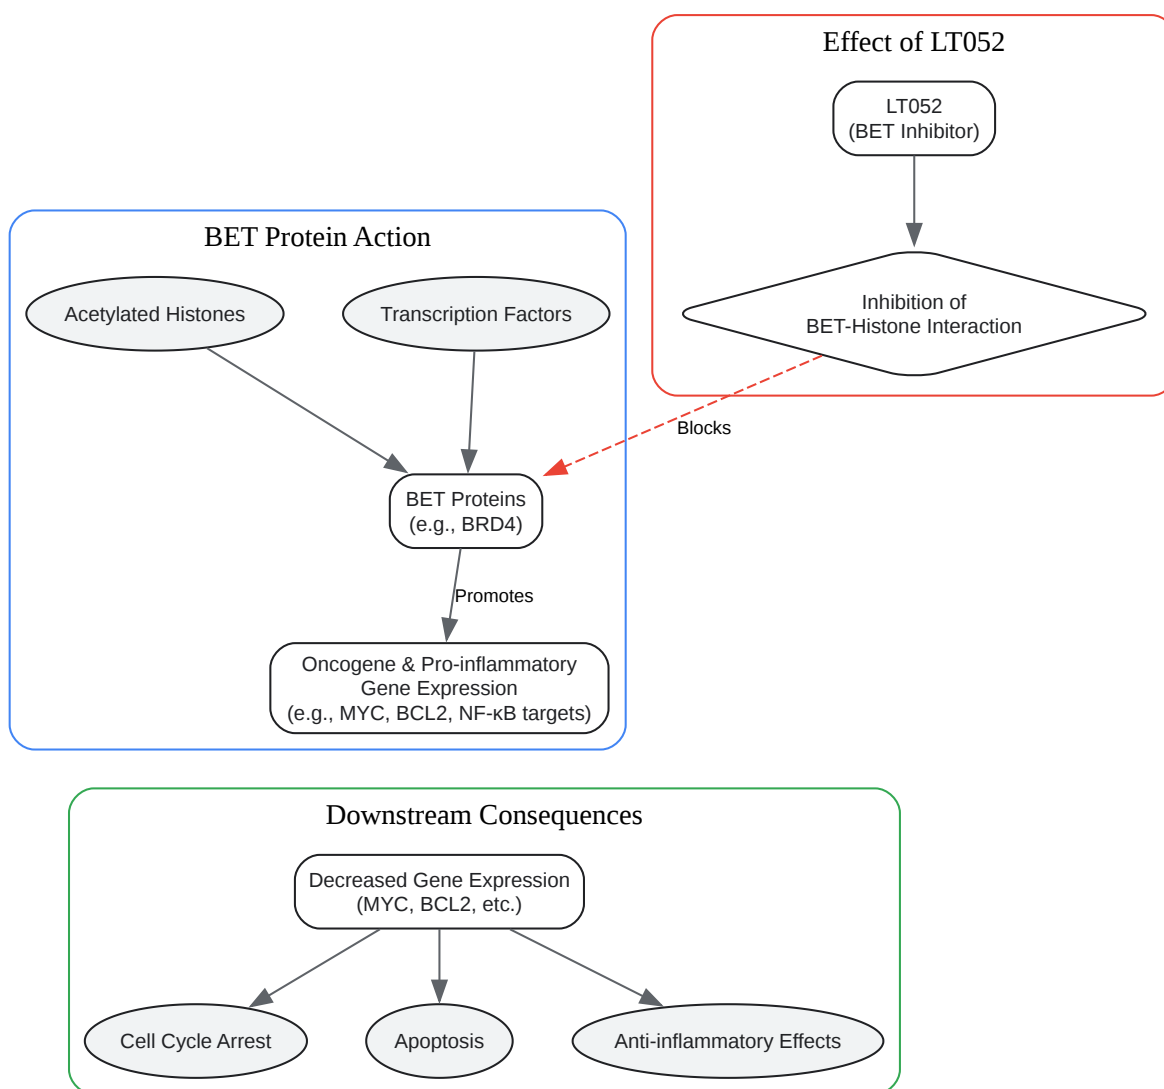 Effect of LT052
LT052
(BET Inhibitor)
Inhibition of
BET-Histone Interaction
Blocks
BET Protein Action
Acetylated Histones
Transcription Factors
BET Proteins
(e.g., BRD4)
Promotes
Oncogene & Pro-inflammatory
Gene Expression
(e.g., MYC, BCL2, NF-κB targets)
Downstream Consequences
Decreased Gene Expression
(MYC, BCL2, etc.)
Cell Cycle Arrest
Apoptosis
Anti-inflammatory Effects